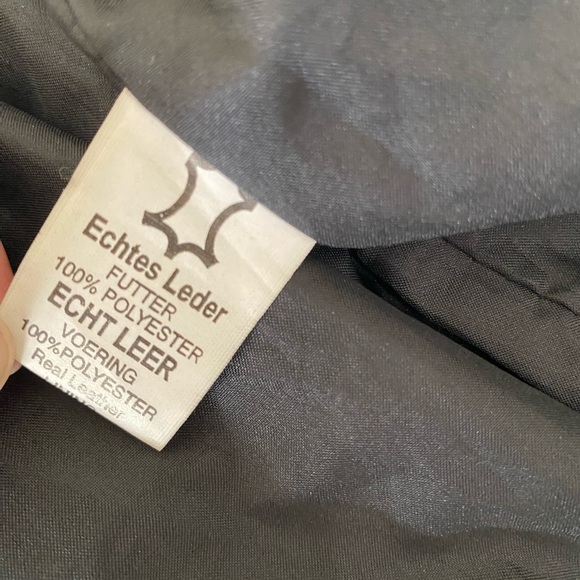 Echtes Leder
FUTTER
100% POLYESTER
ECHT LEER
VOERING
100%POLYESTER
Real Leather